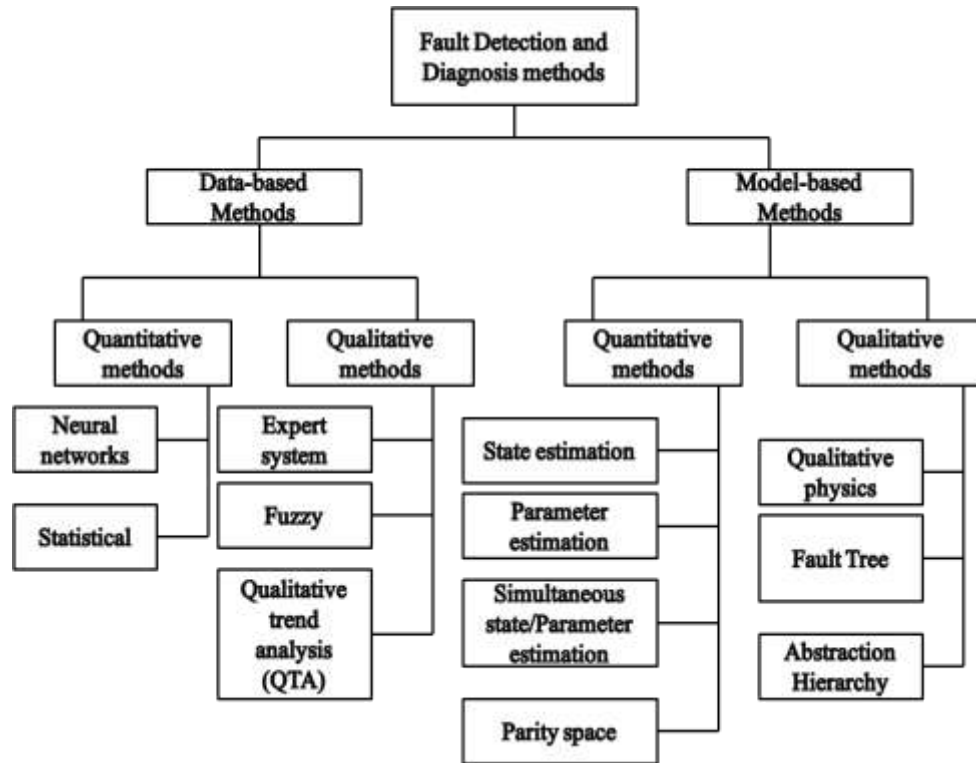 Fault Detection and
Diagnosis methods
Data-based
Methods
Model-based
Methods
Quantitative
methods
Qualitative
methods
Quantitative
methods
Qualitative
methods
Neural
networks
Statistical
Expert
system
Fuzzy
Qualitative
trend
analysis
(QTA)
State estimation
Parameter
estimation
Simultaneous
state/Parameter
estimation
Parity space
Qualitative
physics
Fault Tree
Abstraction
Hierarchy